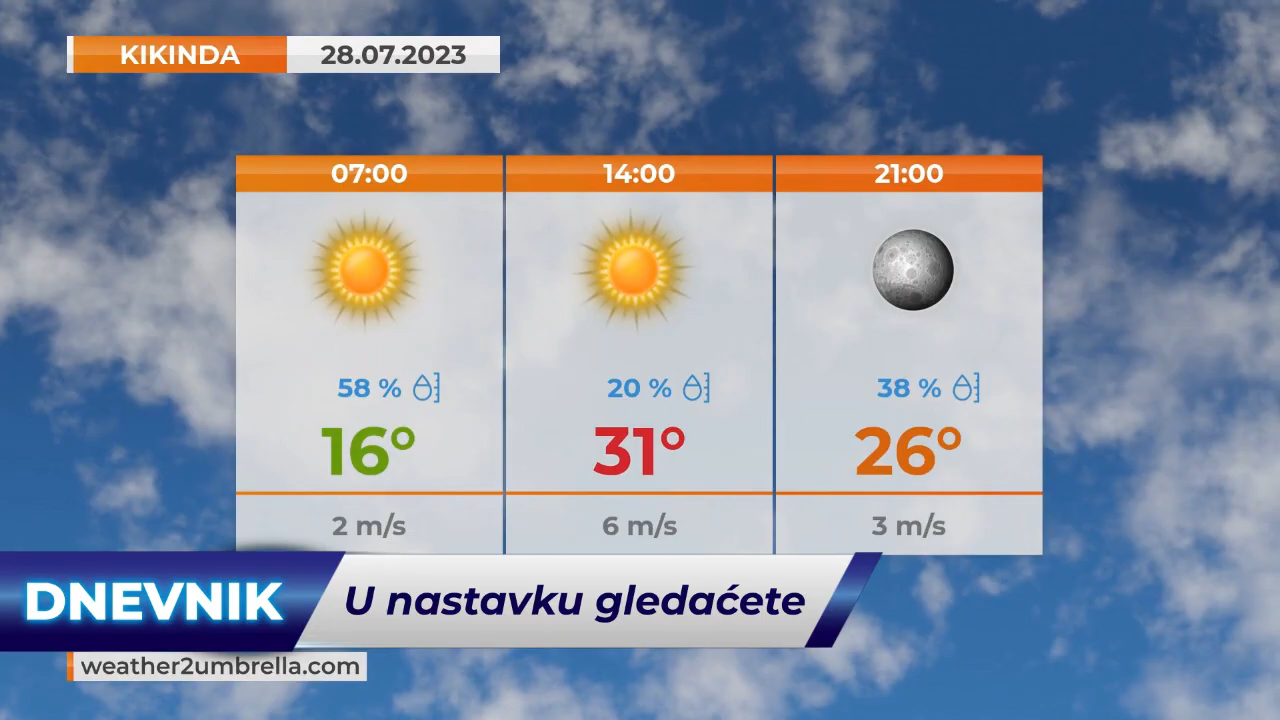 KIKINDA 28.07.2023
07:00 14:00 21:00
58 % 20 % 38 %
16° 31° 26°
2 m/s 6 m/s 3 m/s
DNEVNIK U nastavku gledaćete
weather2umbrella.com